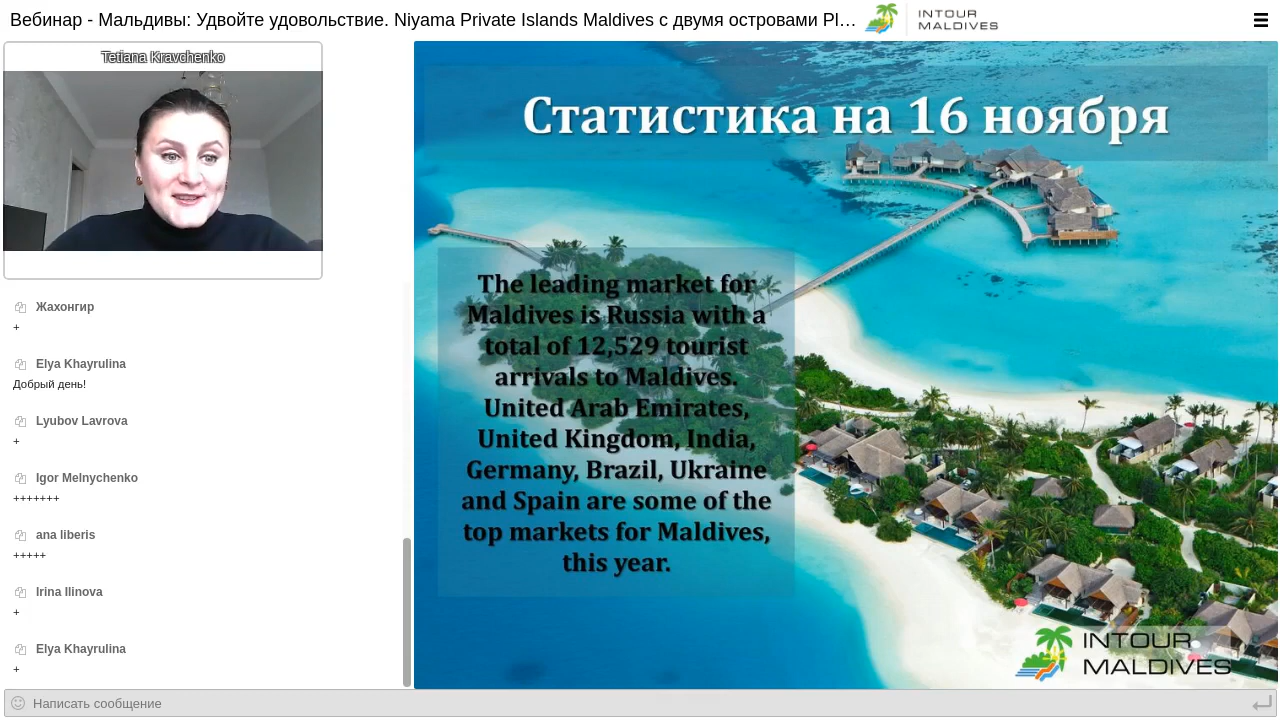 Вебинар - Мальдивы: Удвойте удовольствие. Niyama Private Islands Maldives с двумя островами Pl…
INTOUR
MALDIVES
Tetiana Kravchenko
Жахонгир
+
Elya Khayrulina
Добрый день!
Lyubov Lavrova
+
Igor Melnychenko
+++++++
ana liberis
+++++
Irina Ilinova
+
Elya Khayrulina
+
Написать сообщение
Статистика на 16 ноября
The leading market for
Maldives is Russia with a
total of 12,529 tourist
arrivals to Maldives.
United Arab Emirates,
United Kingdom, India,
Germany, Brazil, Ukraine
and Spain are some of the
top markets for Maldives,
this year.
INTOUR
MALDIVES